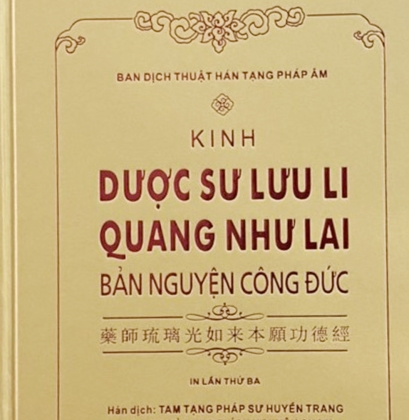 BAN DỊCH THUẬT HÁN TẠNG PHÁP ÂM
KINH
DƯỢC SƯ LƯU LI
QUANG NHƯ LAI
BẢN NGUYỆN CÔNG ĐỨC
藥師琉璃光如来本願功德經
IN LẦN THỨ BA
Hán dịch: TAM TẠNG PHÁP SƯ HUYỀN TRANG